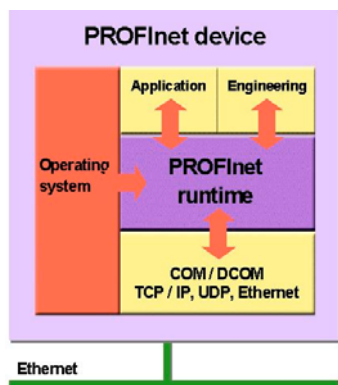 PROFInet device
Application
Engineering
Operating
system
PROFInet
runtime
COM / DCOM
TCP / IP, UDP, Ethernet
Ethernet